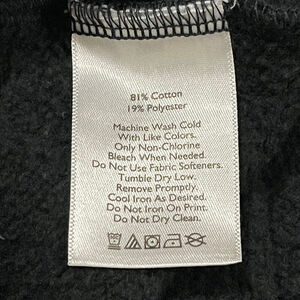 81% Cotton
19% Polyester
Machine Wash Cold
With Like Colors.
Only Non-Chlorine
Bleach When Needed.
Do Not Use Fabric Softeners.
Tumble Dry Low.
Remove Promptly.
Cool Iron As Desired.
Do Not Iron On Print.
Do Not Dry Clean.